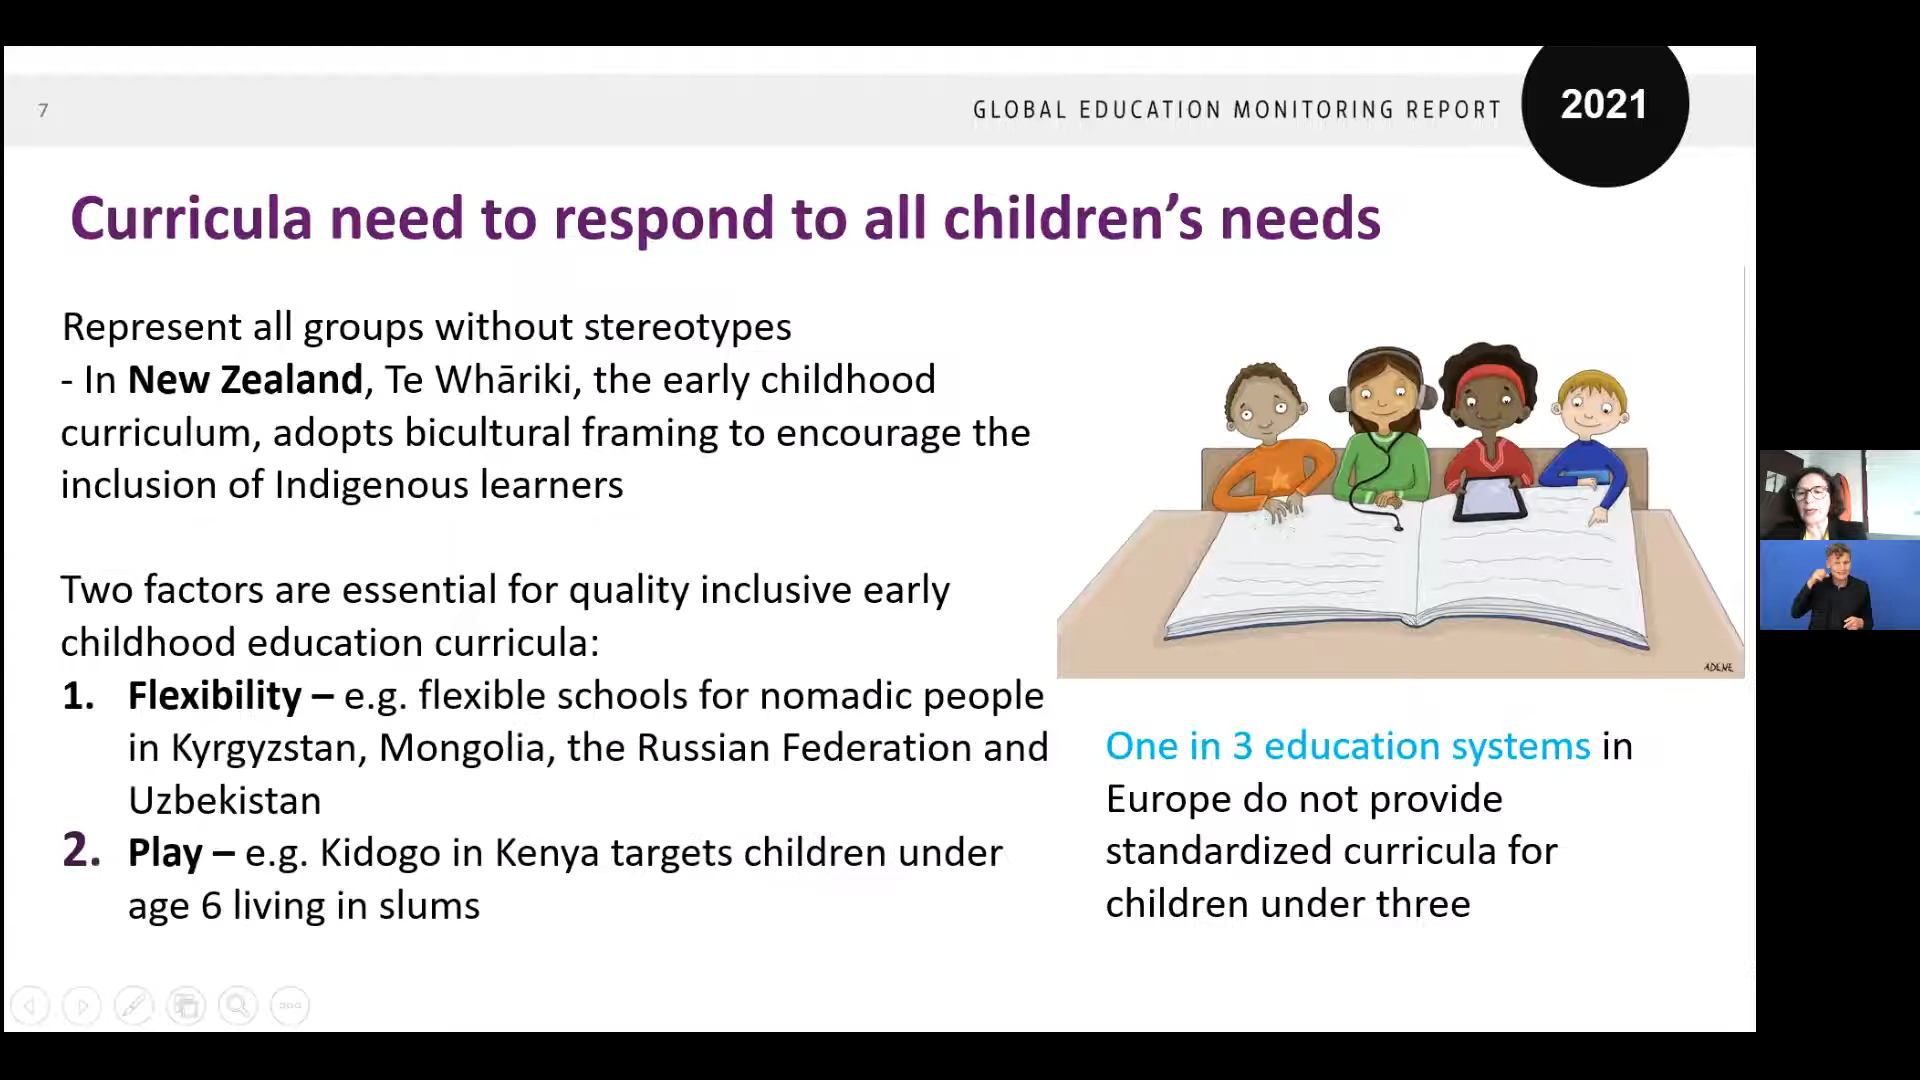 7
GLOBAL EDUCATION MONITORING REPORT
2021
Curricula need to respond to all children’s needs
Represent all groups without stereotypes
- In New Zealand, Te Whāriki, the early childhood
curriculum, adopts bicultural framing to encourage the
inclusion of Indigenous learners
Two factors are essential for quality inclusive early
childhood education curricula:
1. Flexibility – e.g. flexible schools for nomadic people
in Kyrgyzstan, Mongolia, the Russian Federation and
Uzbekistan
2. Play – e.g. Kidogo in Kenya targets children under
age 6 living in slums
ADENE
One in 3 education systems in
Europe do not provide
standardized curricula for
children under three